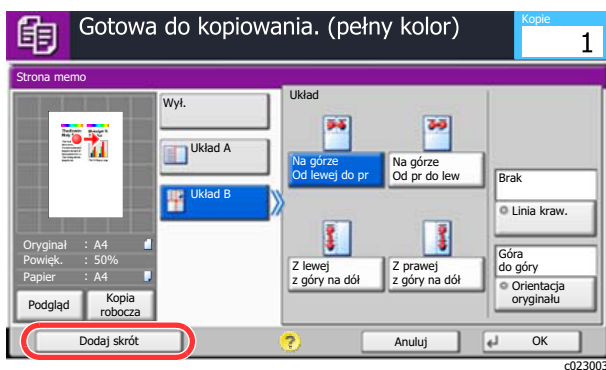 Gotowa do kopiowania. (pełny kolor)
Kopie
1
Strona memo
Wył.
Układ A
Układ B
Układ
Na górze
Od lewej do pr
Na górze
Od pr do lew
Z lewej
z góry na dół
Z prawej
z góry na dół
Brak
Linia kraw.
Góra
do góry
Orientacja
oryginału
Oryginał : A4
Powięk. : 50%
Papier : A4
Podgląd
Kopia
robocza
Dodaj skrót
?
Anuluj
OK
c023003